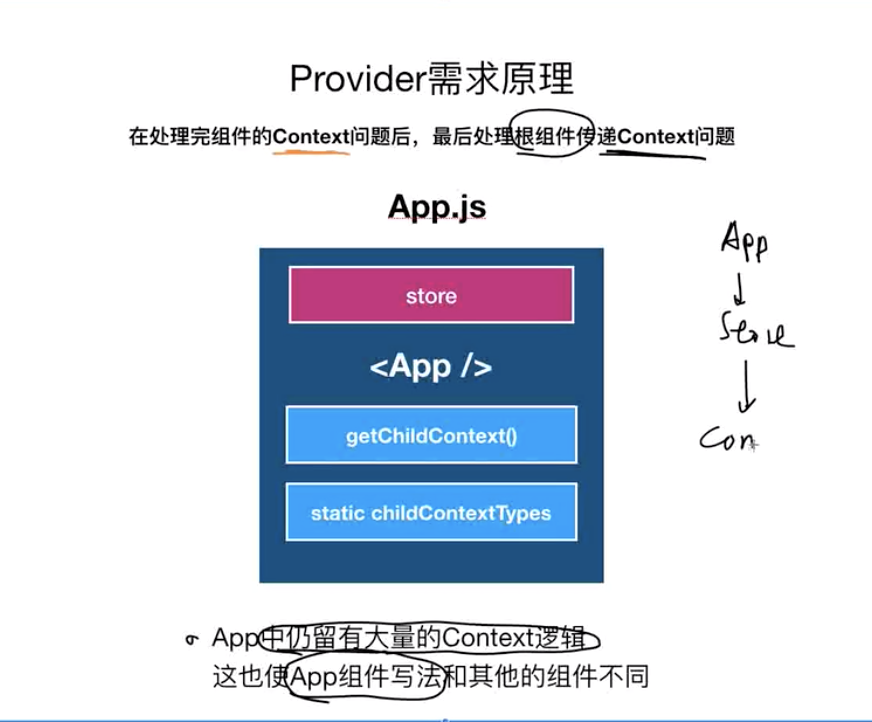 Provider需求原理
在处理完组件的Context问题后，最后处理根组件传递Context问题
App.js
store
<App />
getChildContext()
static childContextTypes
App
Store
Con
App中仍留有大量的Context逻辑
这也使App组件写法和其他的组件不同